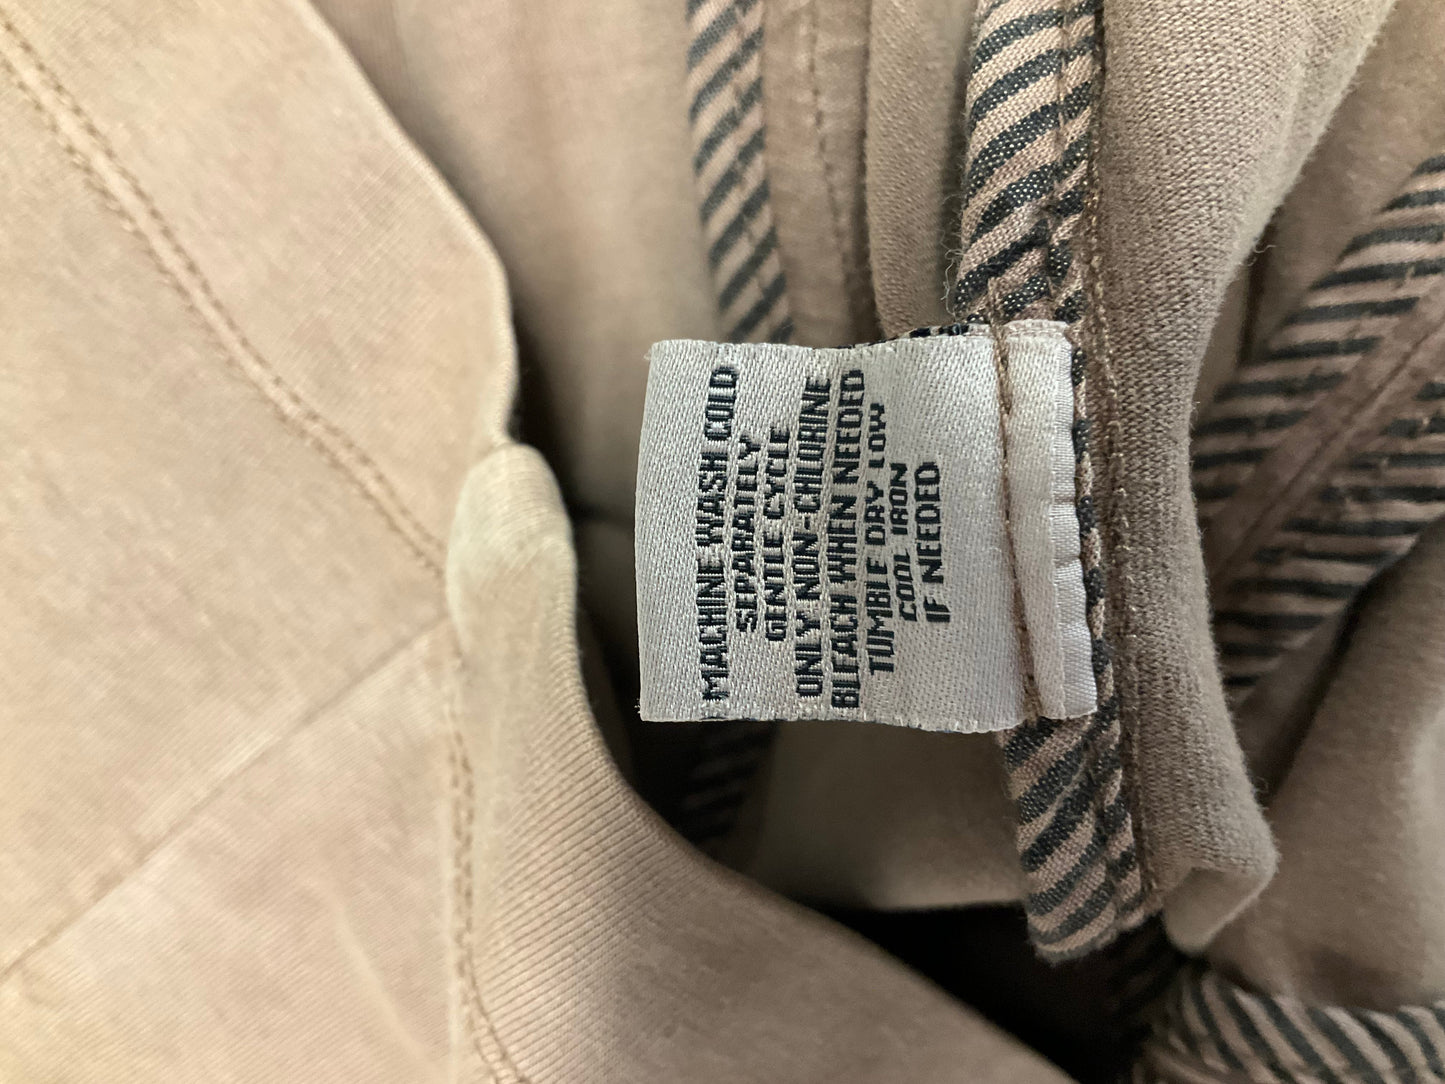 MACHINE WASH COLD
SEPARATELY
GENTLE CYCLE
ONLY NON-CHLORINE
BLEACH WHEN NEEDED
TUMBLE DRY LOW
COOL IRON
IF NEEDED